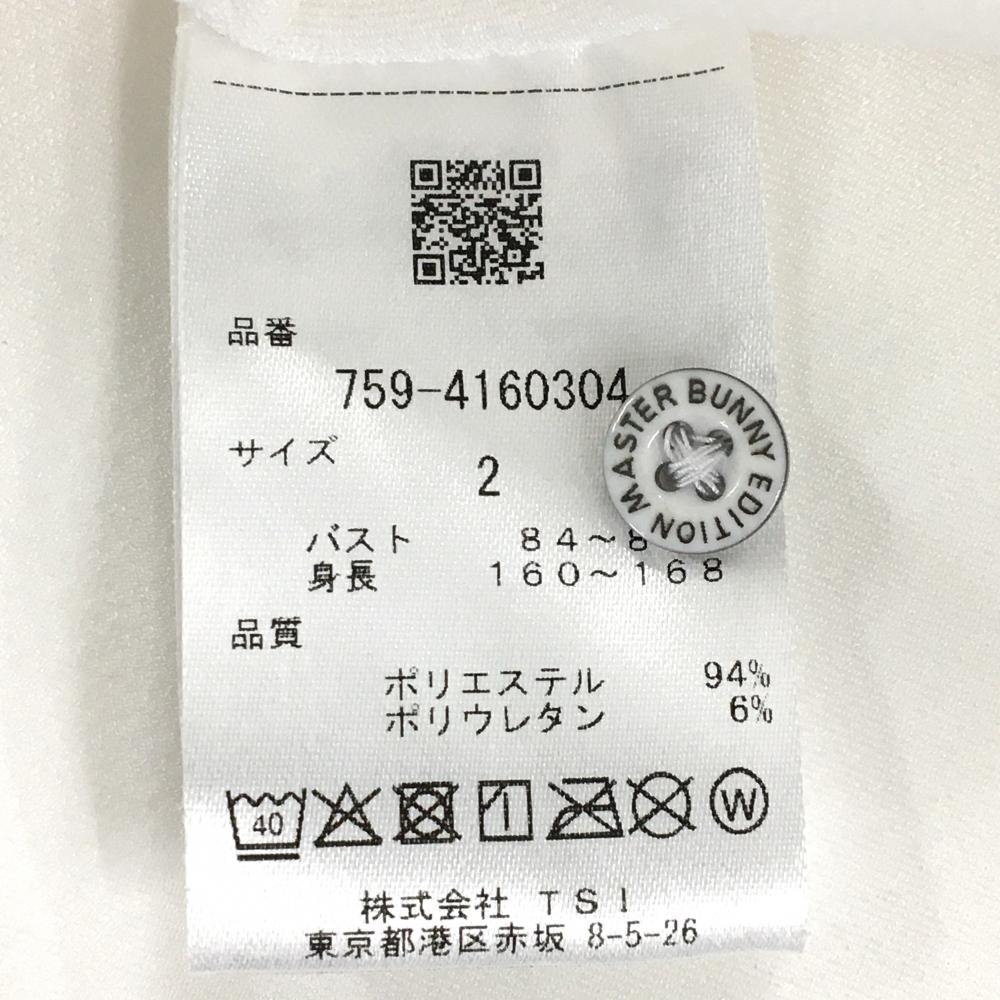 品番
759-4160304
MASTER BUNNY EDITION
サイズ
2
バスト 84～8
身長 160～168
品質
ポリエステル 94%
ポリウレタン 6%
40
W
株式会社 TSI
東京都港区赤坂 8-5-26